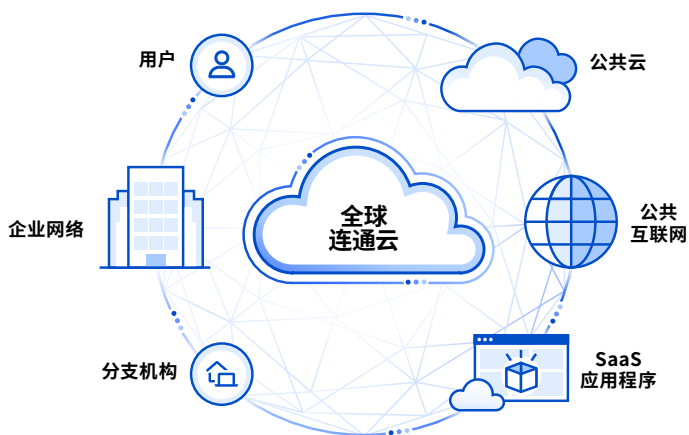 用户
公共云
企业网络
全球
连通云
公共
互联网
分支机构
SaaS
应用程序